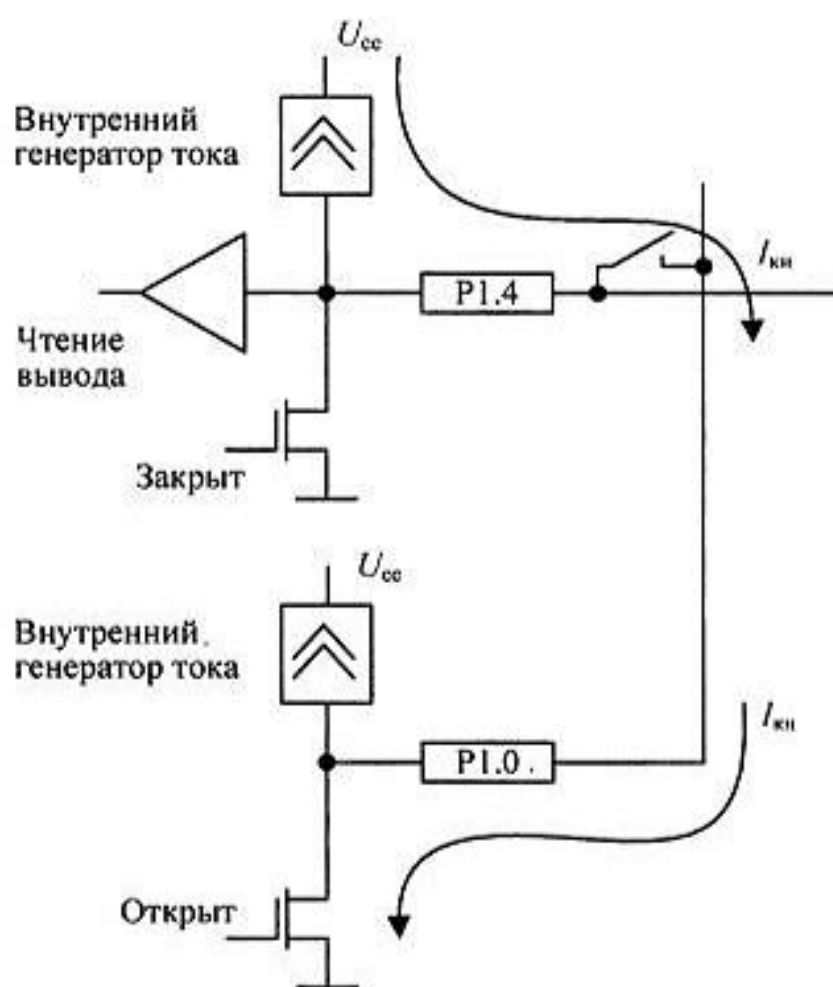 Ucc
Внутренний
генератор тока
Iкн
P1.4
Чтение
вывода
Закрыт
Ucc
Внутренний
генератор тока
Iкн
P1.0
Открыт